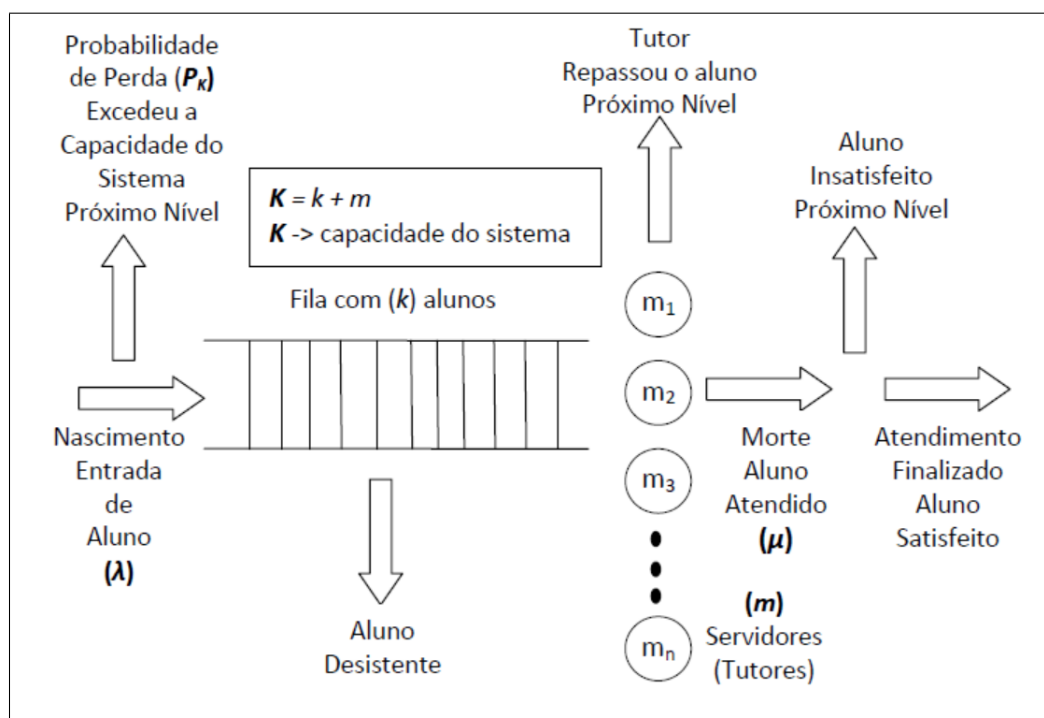 Probabilidade
de Perda (P_K)
Excedeu a
Capacidade do
Sistema
Próximo Nível
Tutor
Repassou o aluno
Próximo Nível
Aluno
Insatisfeito
Próximo Nível
K = k + m
K -> capacidade do sistema
Fila com (k) alunos
m₁
m₂
m₃
mₙ
Nascimento
Entrada
de
Aluno
(λ)
Aluno
Desistente
Morte
Aluno
Atendido
(μ)
(m)
Servidores
(Tutores)
Atendimento
Finalizado
Aluno
Satisfeito